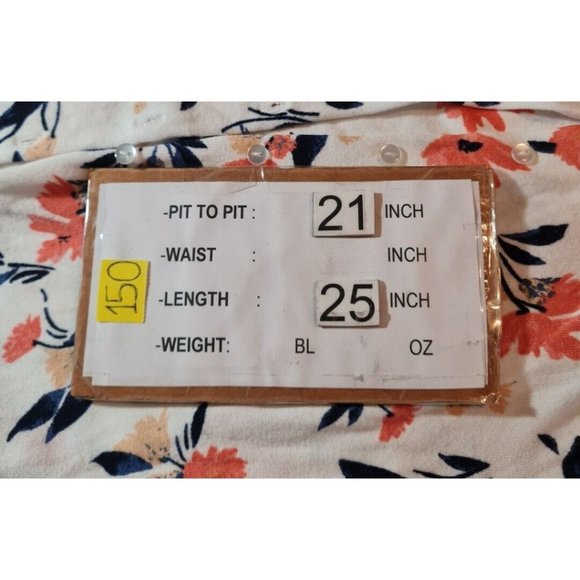 -PIT TO PIT : 21 INCH
-WAIST : INCH
-LENGTH : 25 INCH
-WEIGHT: BL OZ
150